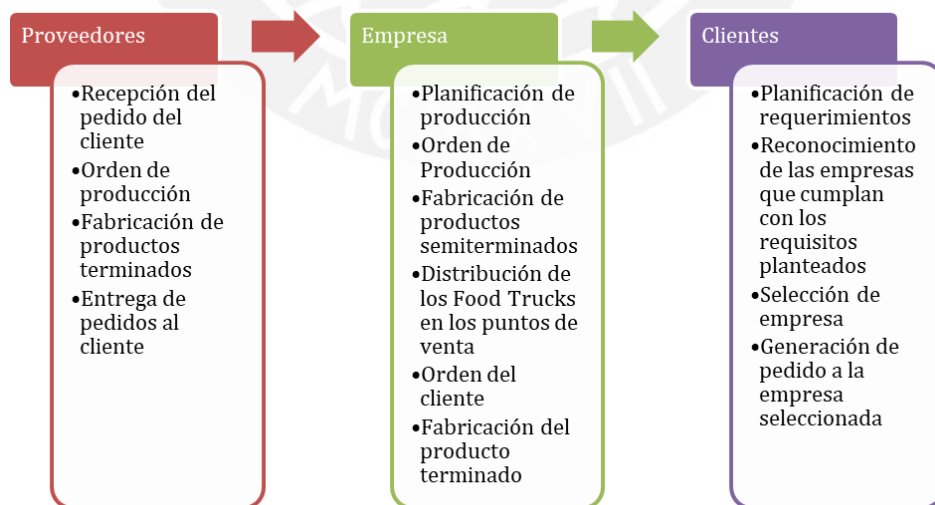 Proveedores
•Recepción del
pedido del
cliente
•Orden de
producción
•Fabricación de
productos
terminados
•Entrega de
pedidos al
cliente
Empresa
•Planificación de
producción
•Orden de
Producción
•Fabricación de
productos
semiterminados
•Distribución de
los Food Trucks
en los puntos de
venta
•Orden del
cliente
•Fabricación del
producto
terminado
Clientes
•Planificación de
requerimientos
•Reconocimiento
de las empresas
que cumplan
con los
requisitos
planteados
•Selección de
empresa
•Generación de
pedido a la
empresa
seleccionada